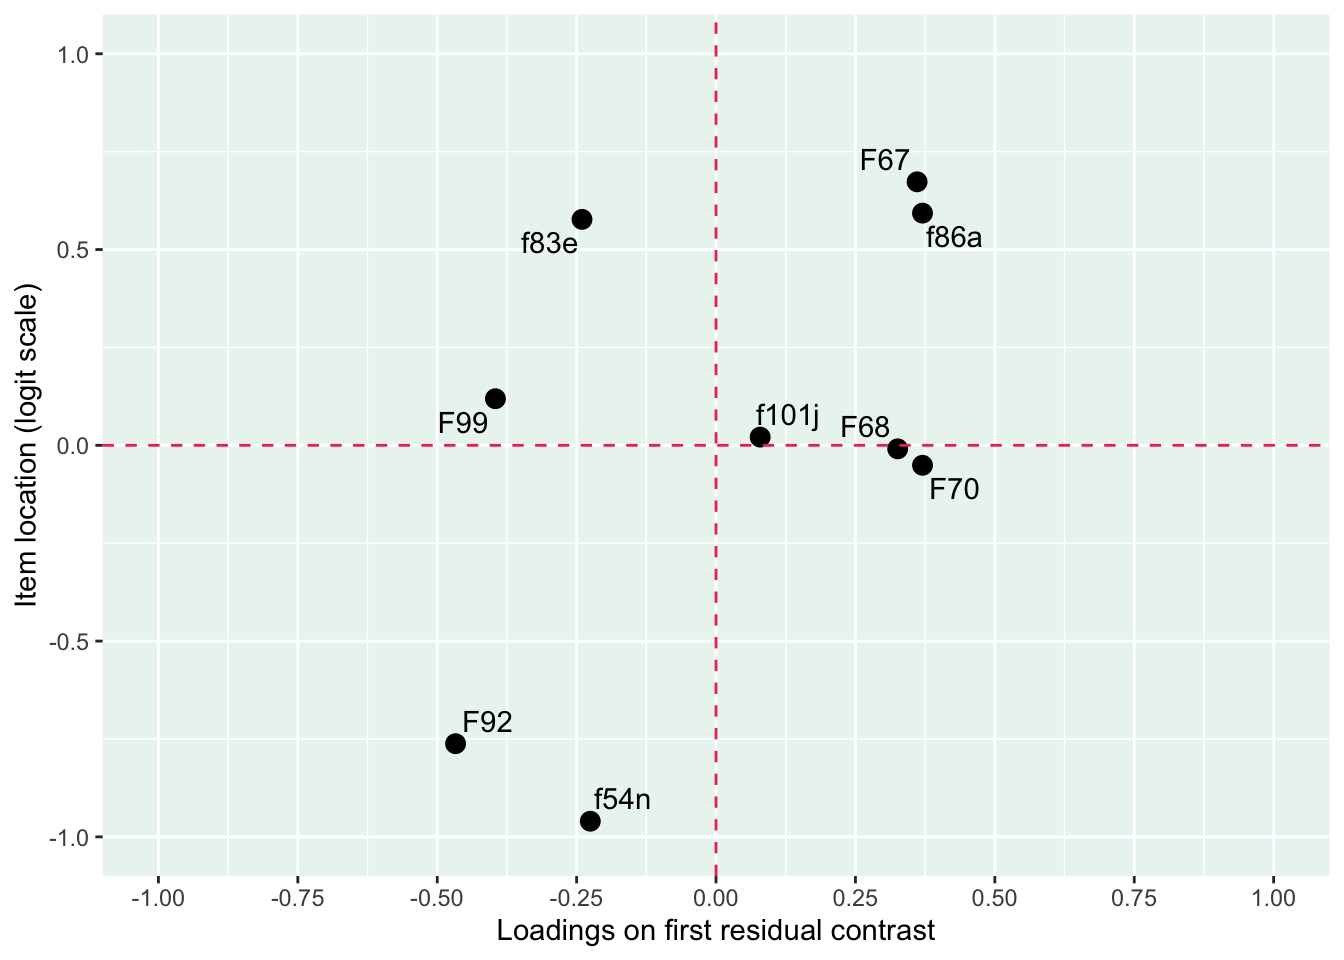 1.0
F67
f86a
f83e
0.5
F99
f101j
F68
0.0
F70
-0.5
F92
f54n
-1.0
-1.00 -0.75 -0.50 -0.25 0.00 0.25 0.50 0.75 1.00
Loadings on first residual contrast
Item location (logit scale)